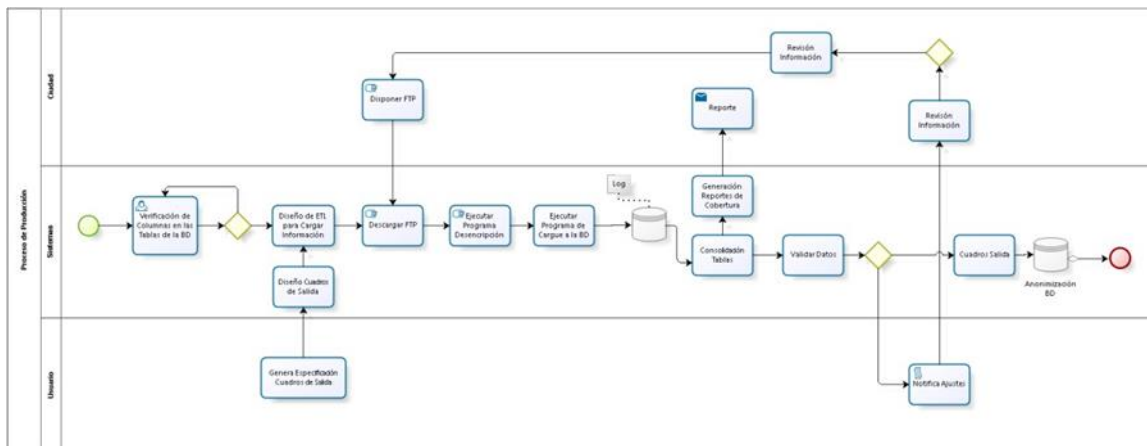 Proceso de Producción
Ciudad
Revisón
Información
Disponer FTP
Reporte
Revisón
Información
Sistemas
Verificación de
Columnas en las
Tablas de la BD
Diseño de ETL
para Cargar
Información
Descargar FTP
Ejecutar
Programa
Desencripción
Ejecutar
Programa de
Cargue a la BD
Log
Generación
Reportes de
Cobertura
Consolidación
Tablas
Validar Datos
Cuadros Salida
Anonimización
BD
Diseño Cuadros
de Salida
Usuario
Genera Especificación
Cuadros de Salida
Notifica Ajustes